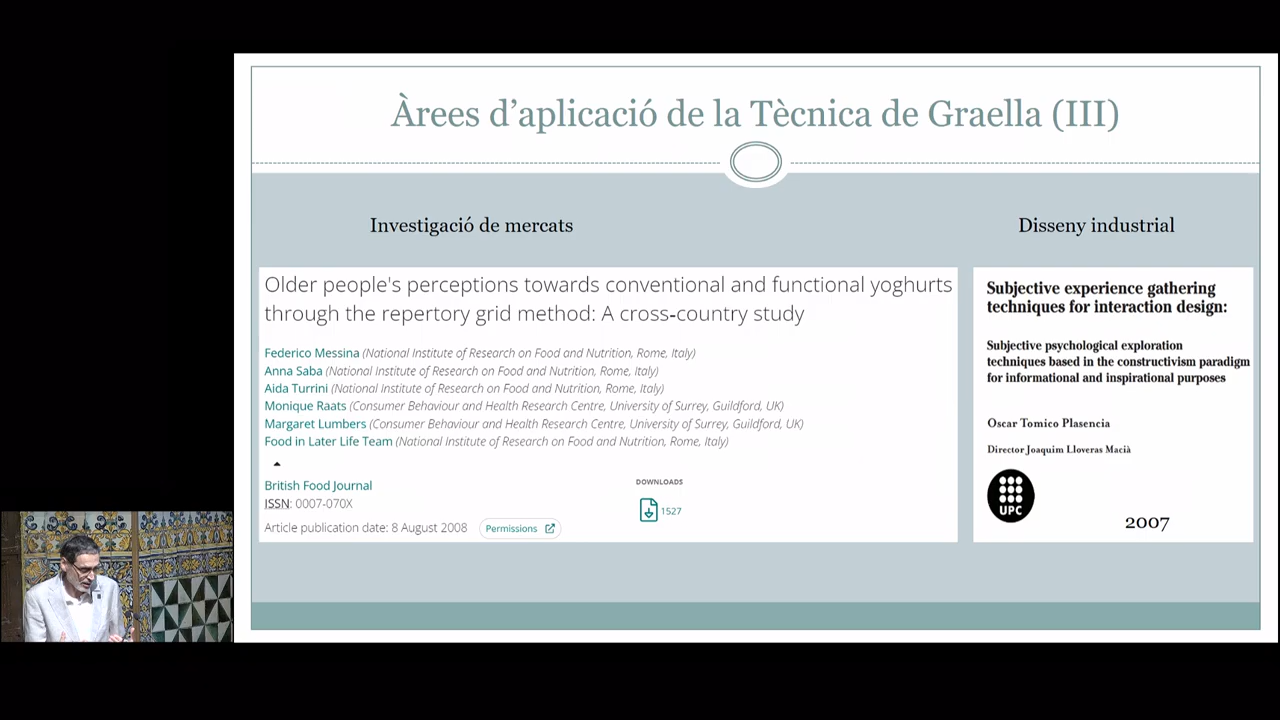 Àrees d'aplicació de la Tècnica de Graella (III)
Investigació de mercats
Older people's perceptions towards conventional and functional yoghurts
through the repertory grid method: A cross-country study
Federico Messina (National Institute of Research on Food and Nutrition, Rome, Italy)
Anna Saba (National Institute of Research on Food and Nutrition, Rome, Italy)
Aida Turrini (National Institute of Research on Food and Nutrition, Rome, Italy)
Monique Raats (Consumer Behaviour and Health Research Centre, University of Surrey, Guildford, UK)
Margaret Lumbers (Consumer Behaviour and Health Research Centre, University of Surrey, Guildford, UK)
Food in Later Life Team (National Institute of Research on Food and Nutrition, Rome, Italy)
British Food Journal
ISSN: 0007-070X
Article publication date: 8 August 2008
Permissions
DOWNLOADS
1527
Disseny industrial
Subjective experience gathering
techniques for interaction design:
Subjective psychological exploration
techniques based in the constructivism paradigm
for informational and inspirational purposes
Oscar Tomico Plasencia
Director Joaquim Lloveras Macià
UPC
2007